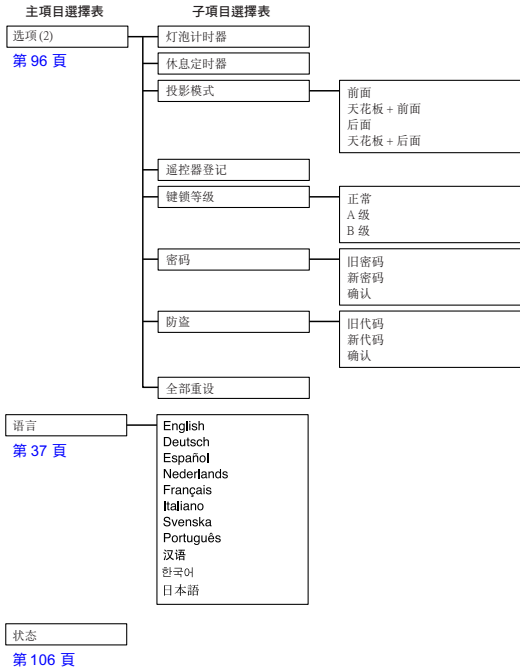 主項目選擇表
子項目選擇表
选项(2)
第 96 頁
灯泡计时器
休息定时器
投影模式
前面
天花板 + 前面
后面
天花板 + 后面
遥控器登记
键锁等级
正常
A 级
B 级
密码
旧密码
新密码
确认
防盗
旧代码
新代码
确认
全部重设
语言
第 37 頁
English
Deutsch
Español
Nederlands
Français
Italiano
Svenska
Português
汉语
한국어
日本語
状态
第 106 頁